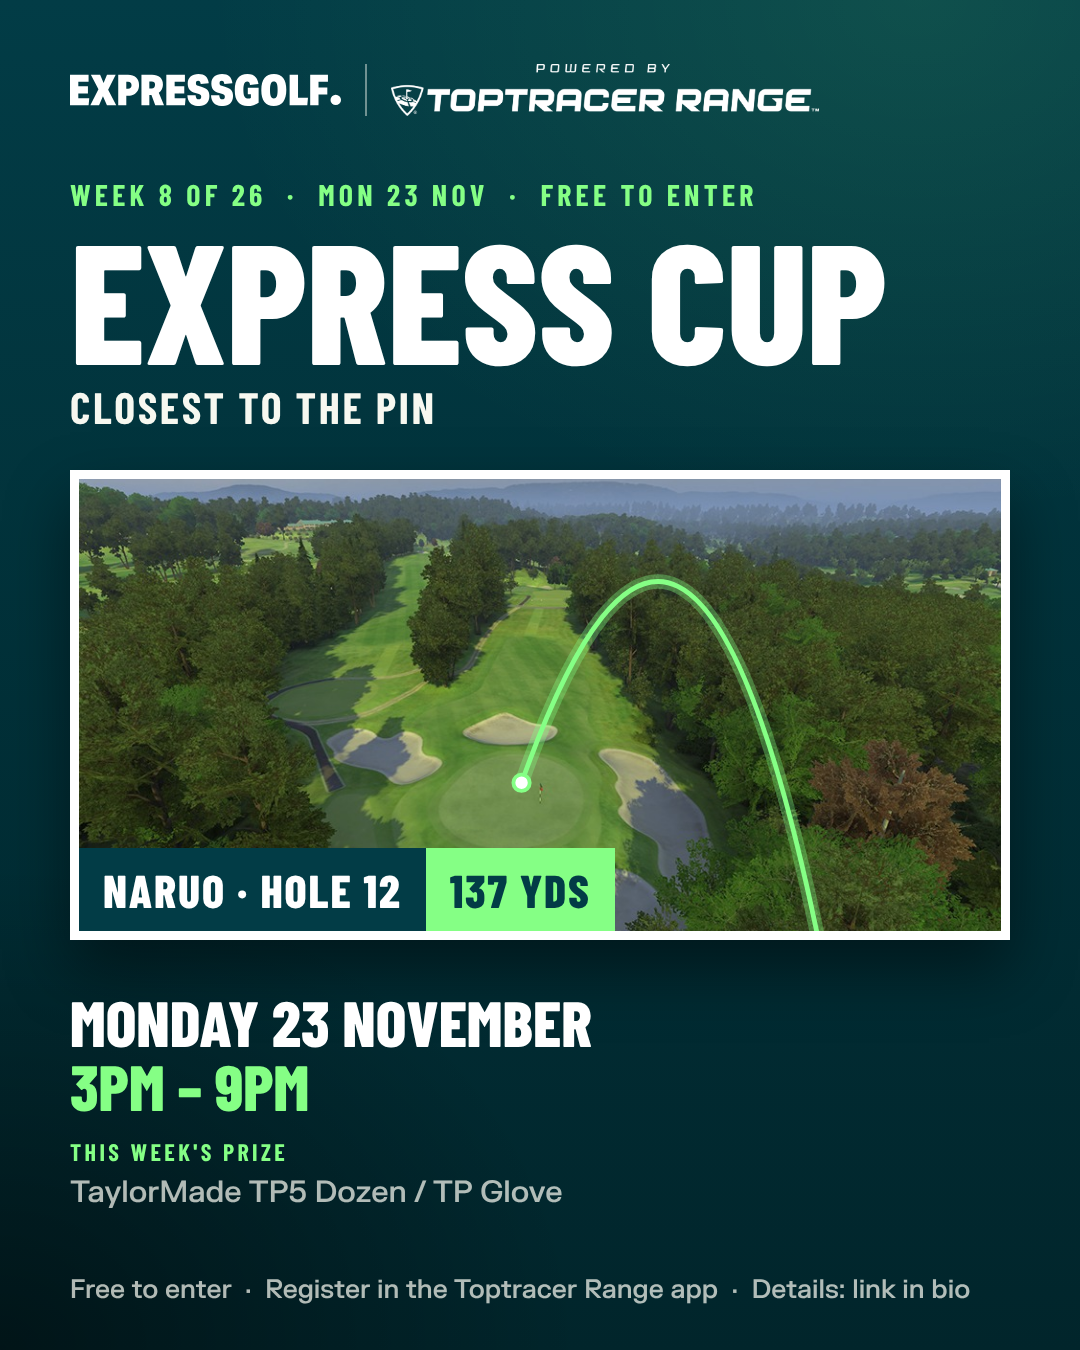 EXPRESSGOLF.
POWERED BY
TOPTRACER RANGE™
WEEK 8 OF 26 · MON 23 NOV · FREE TO ENTER
EXPRESS CUP
CLOSEST TO THE PIN
NARUO · HOLE 12
137 YDS
MONDAY 23 NOVEMBER
3PM – 9PM
THIS WEEK'S PRIZE
TaylorMade TP5 Dozen / TP Glove
Free to enter · Register in the Toptracer Range app · Details: link in bio